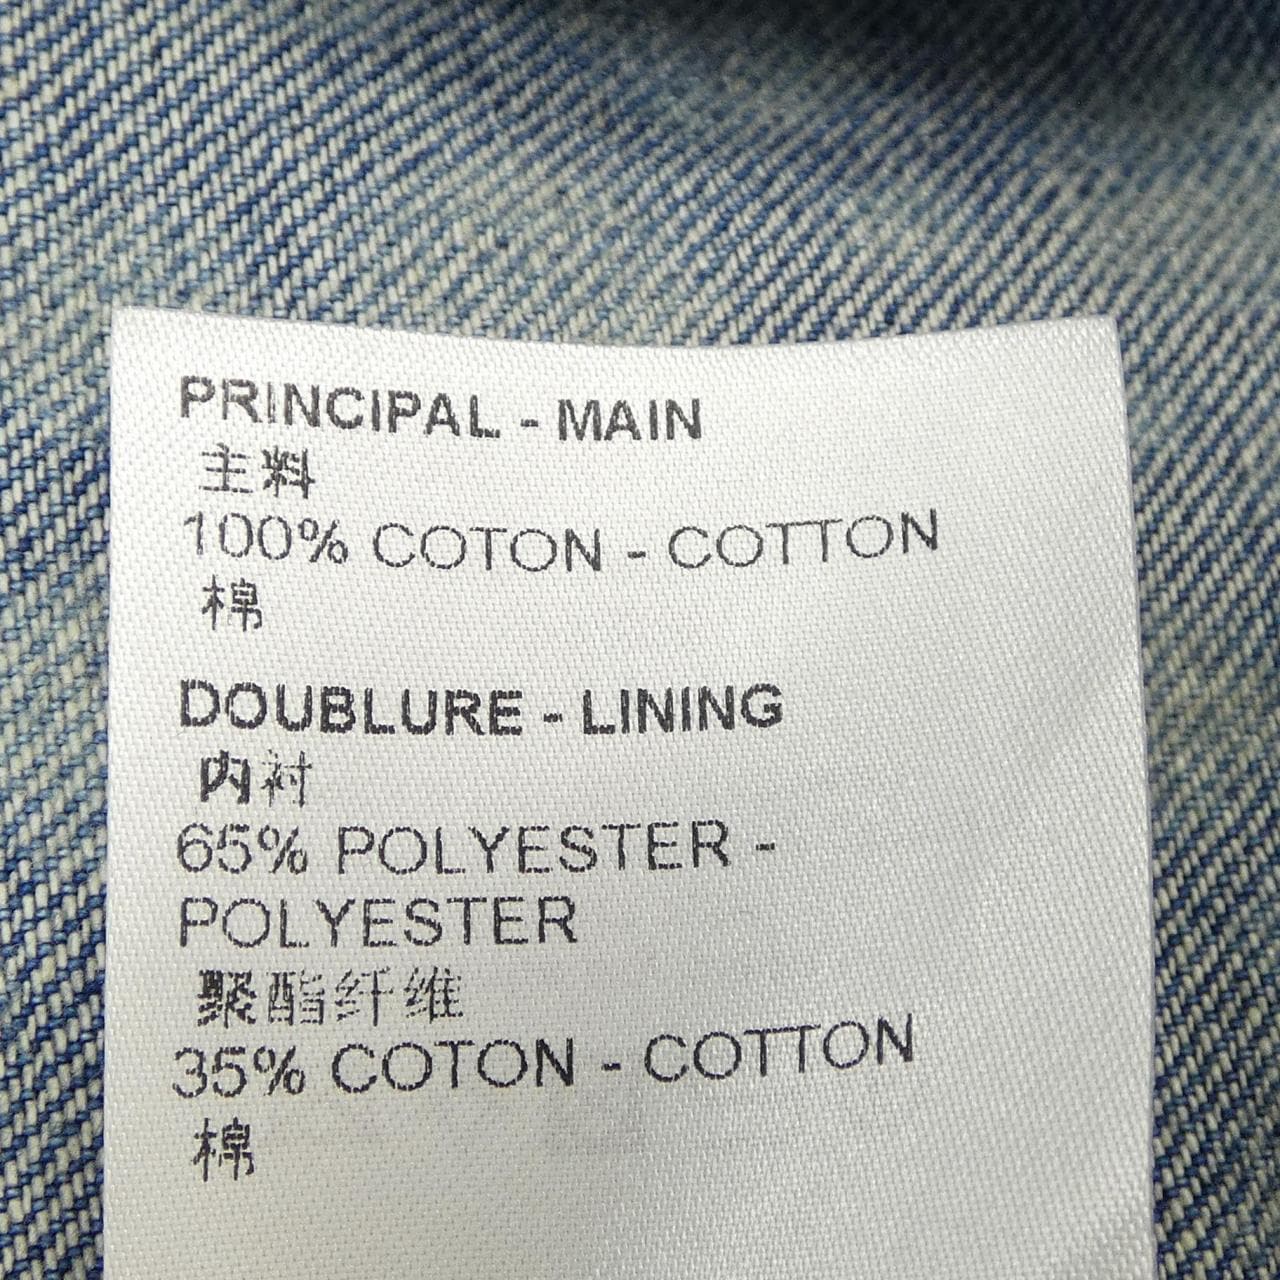 PRINCIPAL - MAIN
主料
100% COTON - COTTON
棉
DOUBLURE - LINING
内衬
65% POLYESTER -
POLYESTER
聚酯纤维
35% COTON - COTTON
棉